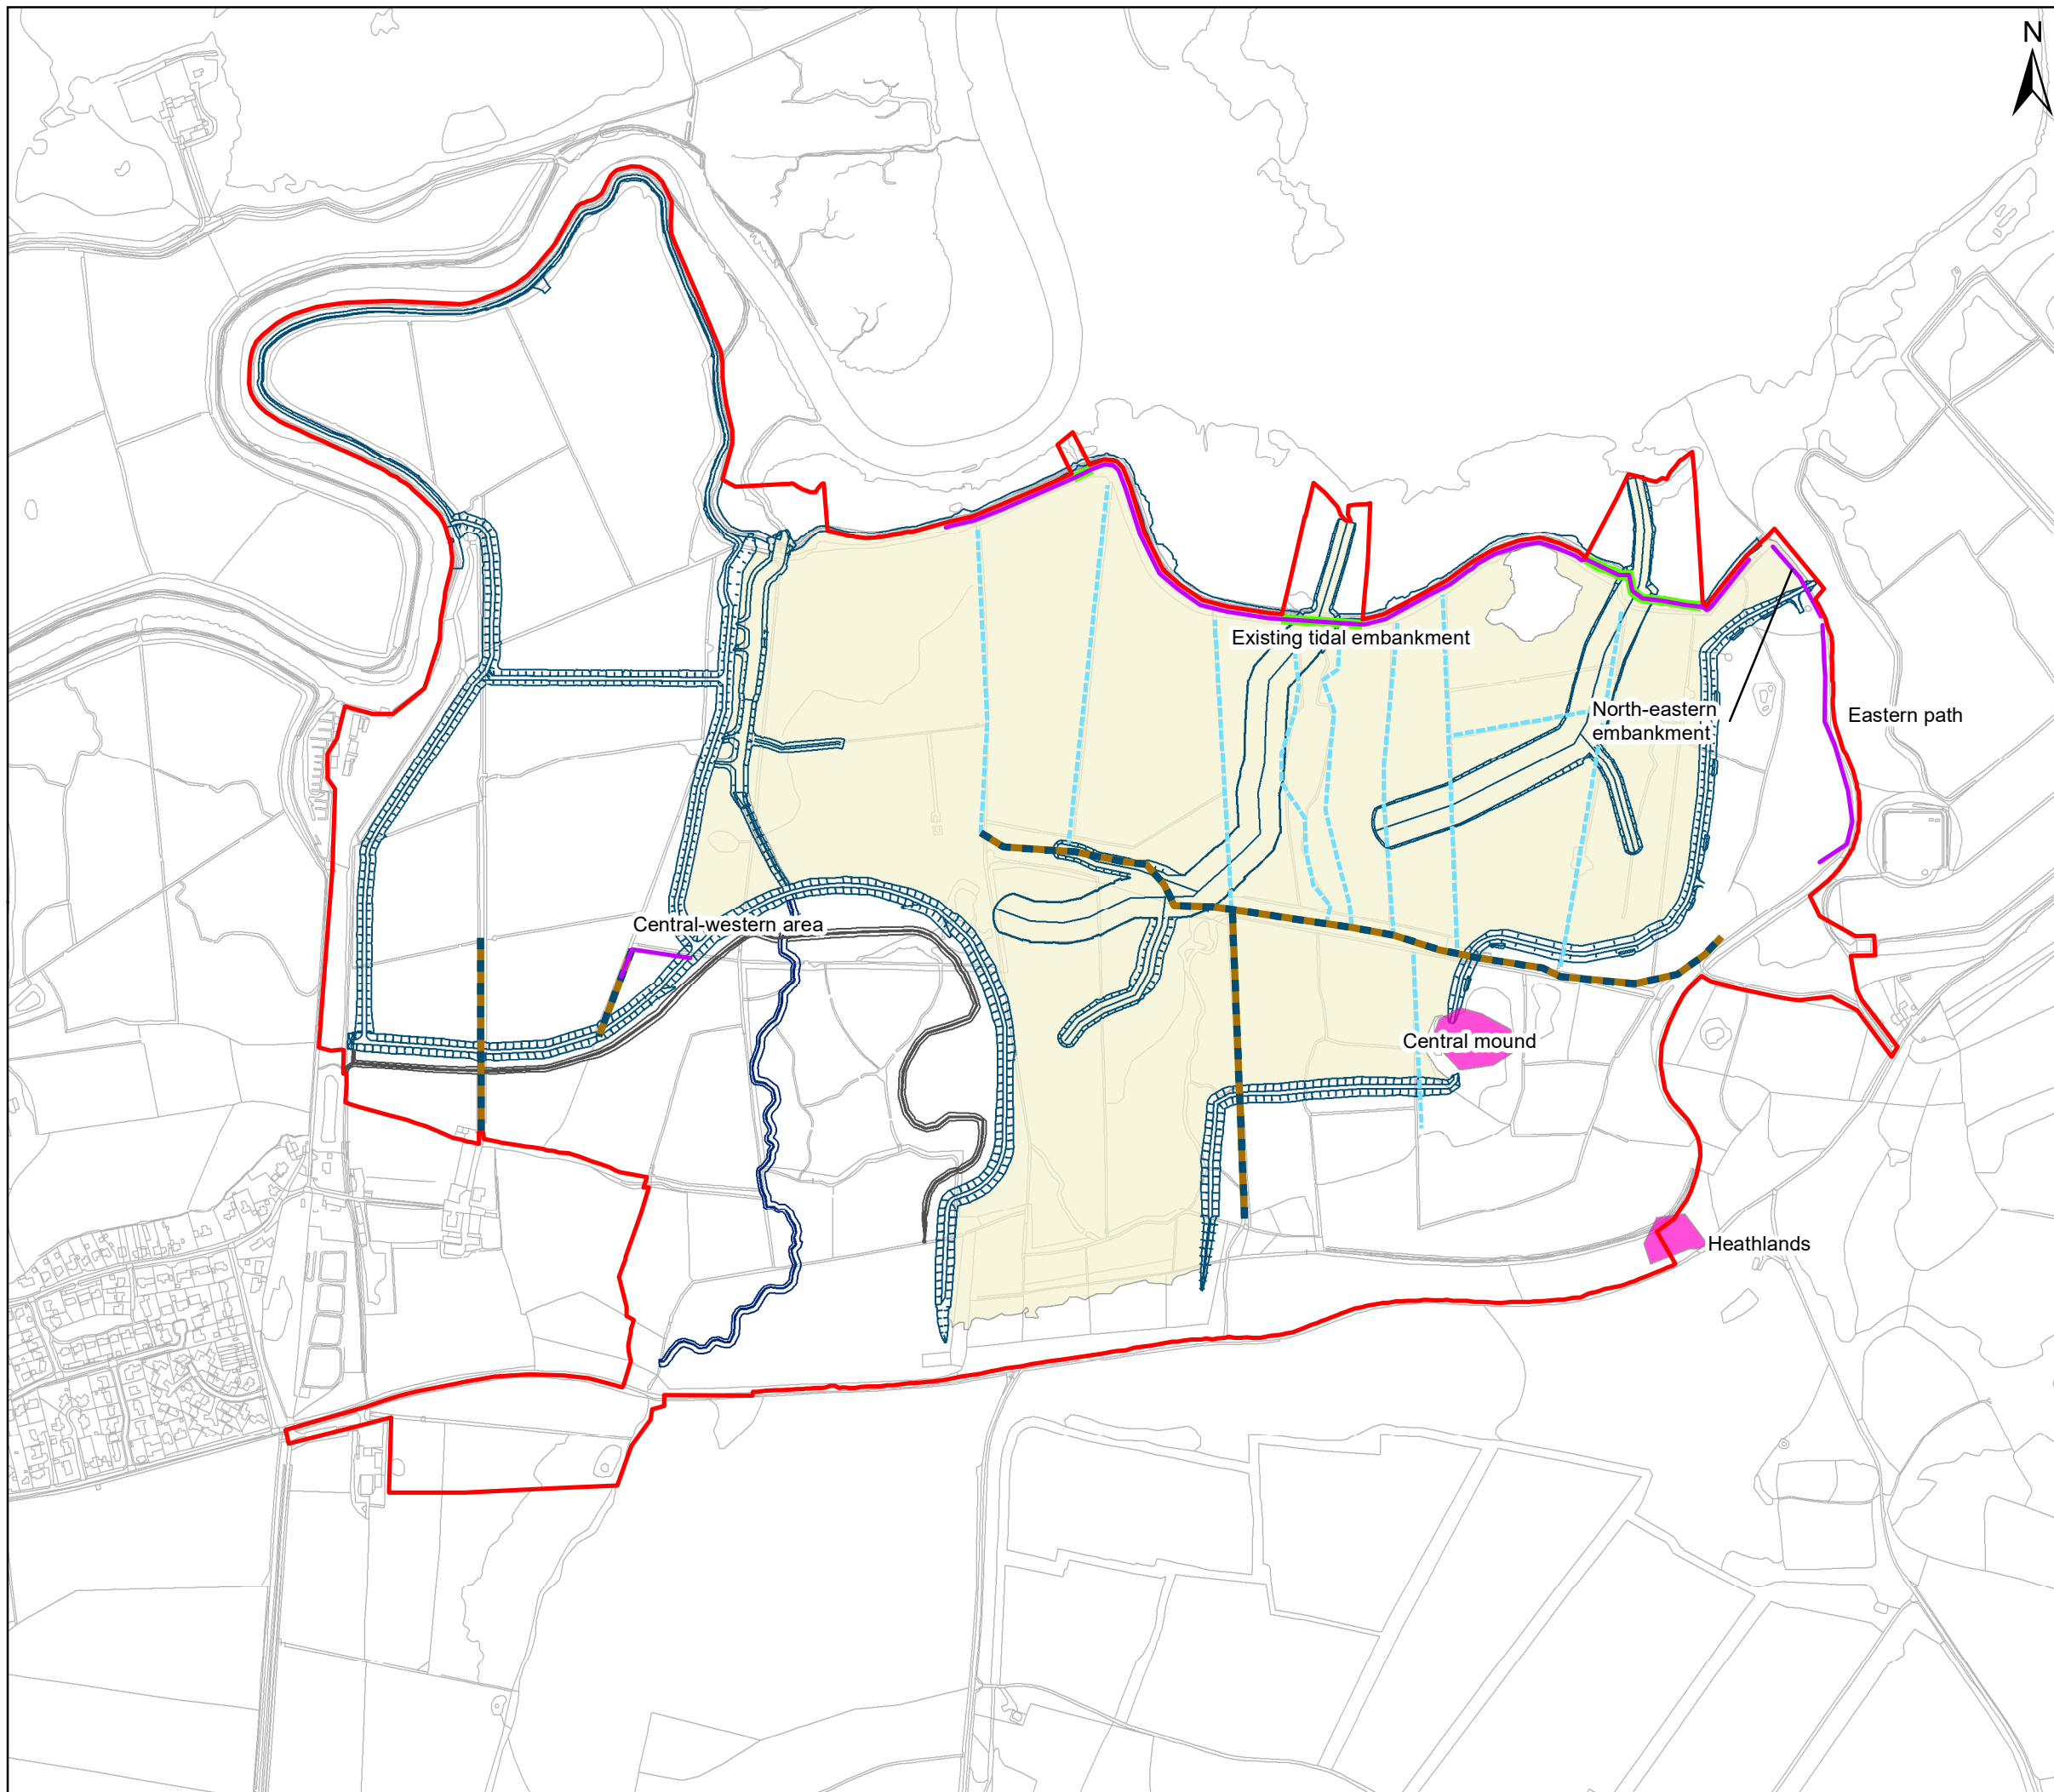 N
Existing tidal embankment
North-eastern
embankment
Eastern path
Central-western area
Central mound
Heathlands